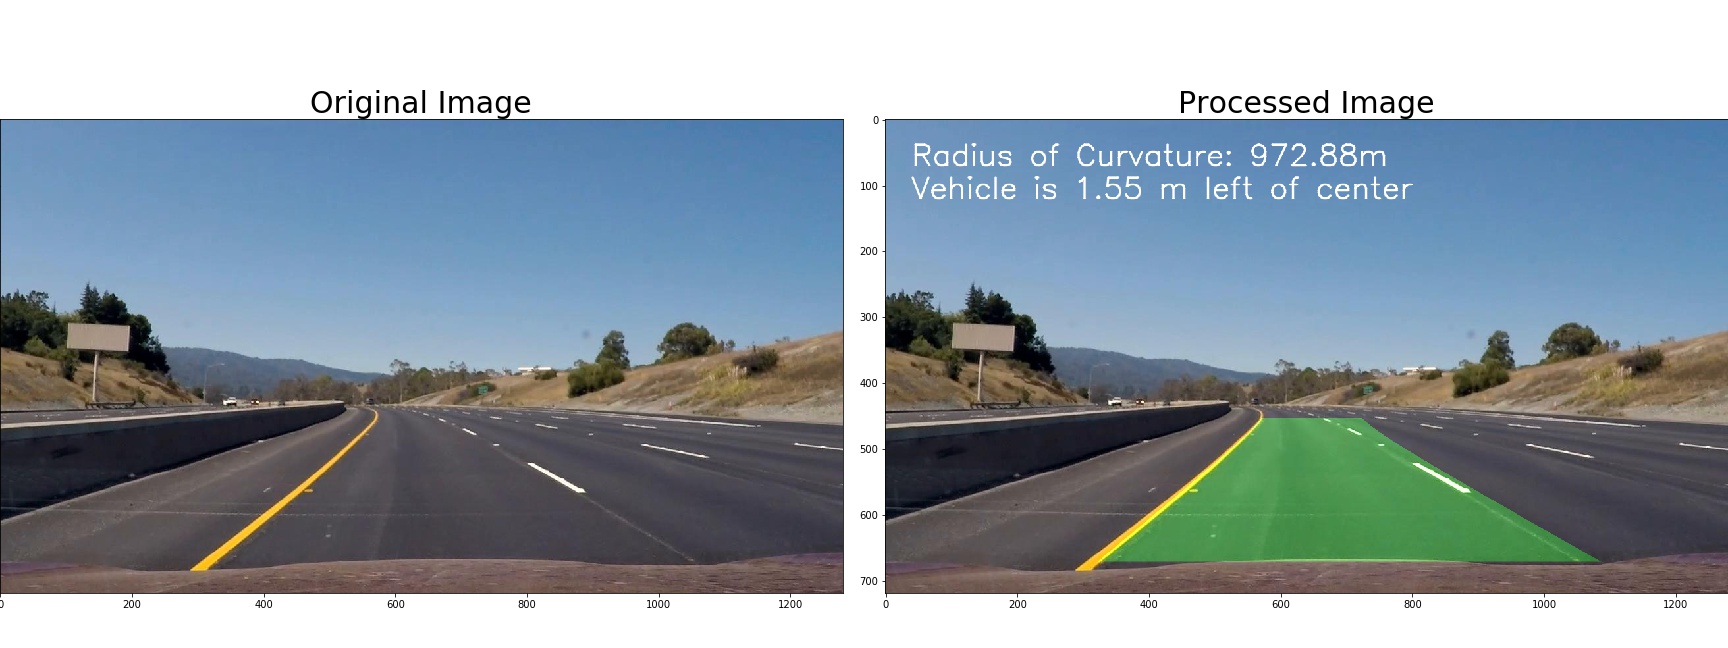 Original Image
Processed Image
Radius of Curvature: 972.88m
Vehicle is 1.55 m left of center
0
100
200
300
400
500
600
700
0 200 400 600 800 1000 1200
0 200 400 600 800 1000 1200